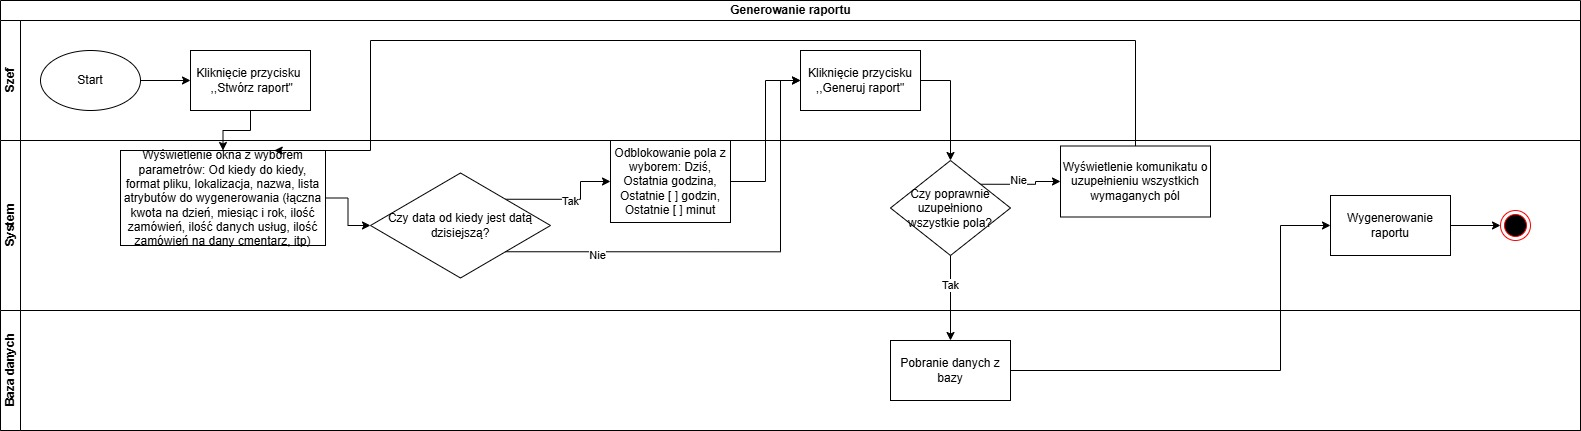 Generowanie raportu
Szef
Start
Kliknięcie przycisku
,,Stwórz raport"
Kliknięcie przycisku
,,Generuj raport"
System
Wyświetlenie okna z wyborem
parametrów: Od kiedy do kiedy,
format pliku, lokalizacja, nazwa, lista
atrybutów do wygenerowania (łączna
kwota na dzień, miesiąc i rok, ilość
zamówień, ilość danych usług, ilość
zamówień na dany cmentarz, itp)
Czy data od kiedy jest datą
dzisiejszą?
Tak
Nie
Odblokowanie pola z
wyborem: Dziś,
Ostatnia godzina,
Ostatnie [ ] godzin,
Ostatnie [ ] minut
Czy poprawnie
uzupełniono
wszystkie pola?
Nie
Tak
Wyświetlenie komunikatu o
uzupełnieniu wszystkich
wymaganych pól
Wygenerowanie
raportu
Baza danych
Pobranie danych z
bazy